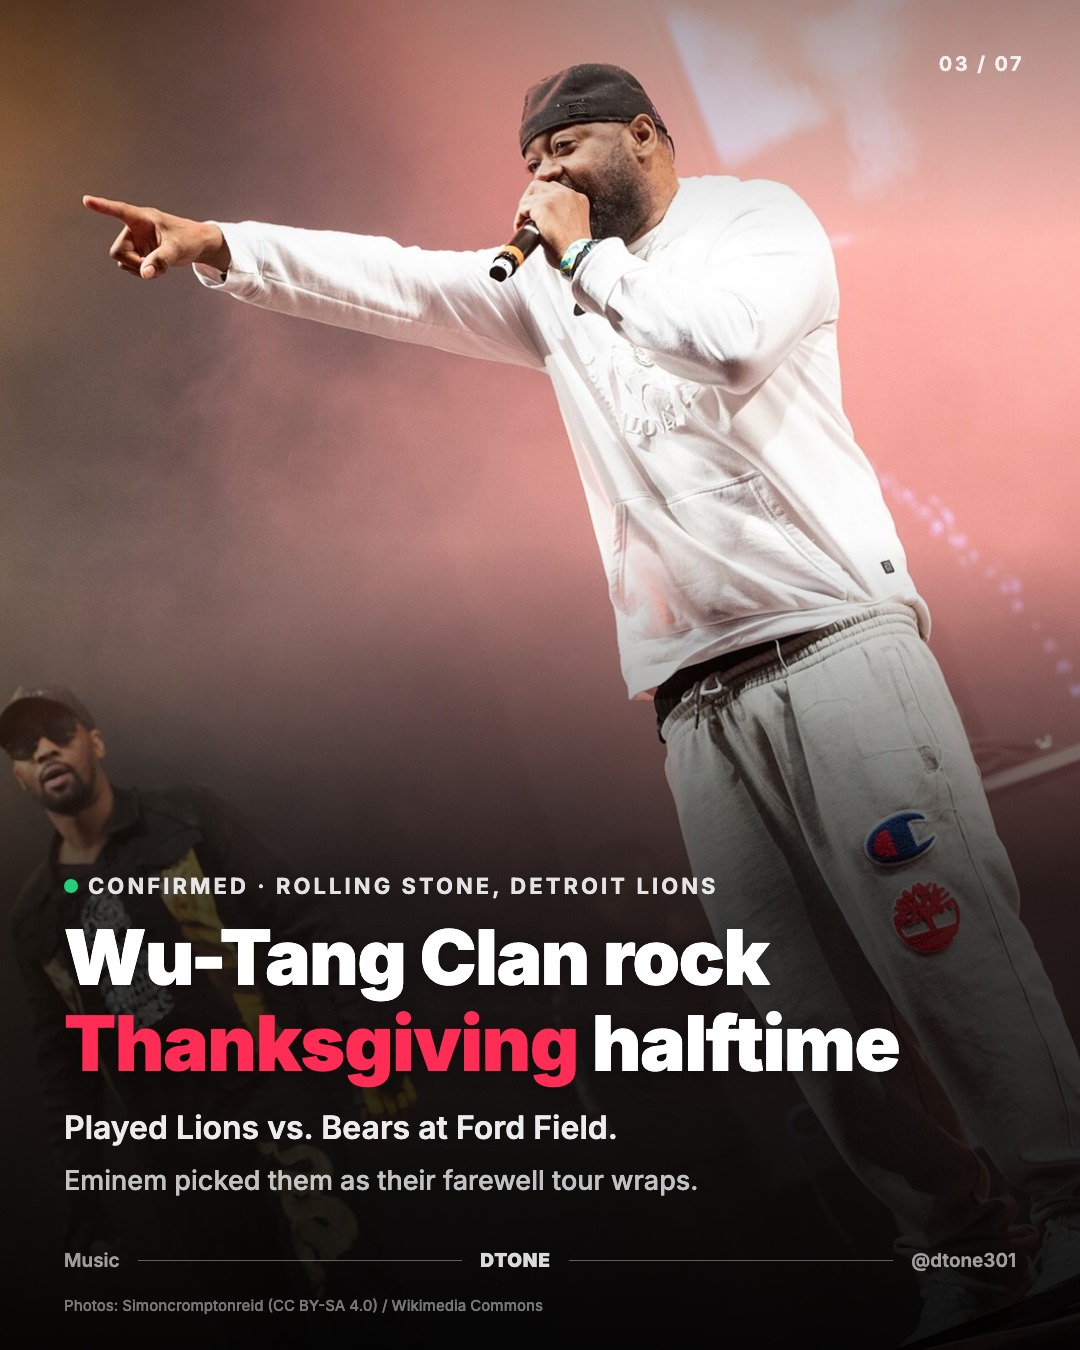 03 / 07
CONFIRMED · ROLLING STONE, DETROIT LIONS
Wu-Tang Clan rock
Thanksgiving halftime
Played Lions vs. Bears at Ford Field.
Eminem picked them as their farewell tour wraps.
Music DTONE @dtone301
Photos: Simoncromptonreid (CC BY-SA 4.0) / Wikimedia Commons